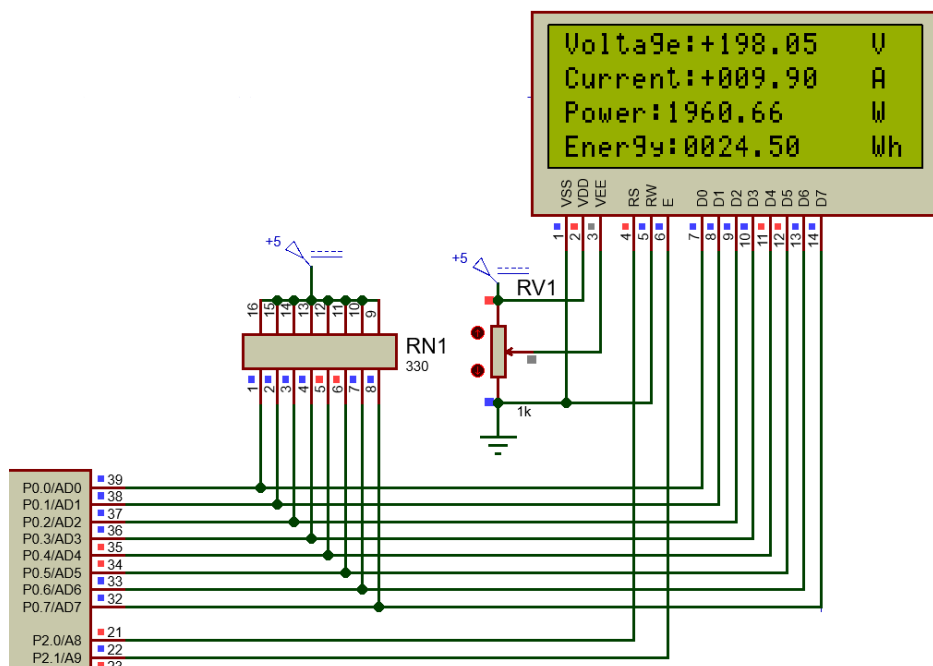 Voltage:+198.05 V
Current:+009.90 A
Power:1960.66 W
Energy:0024.50 Wh
VSS
VDD
VEE
RS
RW
E
D0
D1
D2
D3
D4
D5
D6
D7
1
2
3
4
5
6
7
8
9
10
11
12
13
14
+5
+5
RV1
1k
16
15
14
13
12
11
10
9
RN1
330
1
2
3
4
5
6
7
8
P0.0/AD0 39
P0.1/AD1 38
P0.2/AD2 37
P0.3/AD3 36
P0.4/AD4 35
P0.5/AD5 34
P0.6/AD6 33
P0.7/AD7 32
P2.0/A8 21
P2.1/A9 22